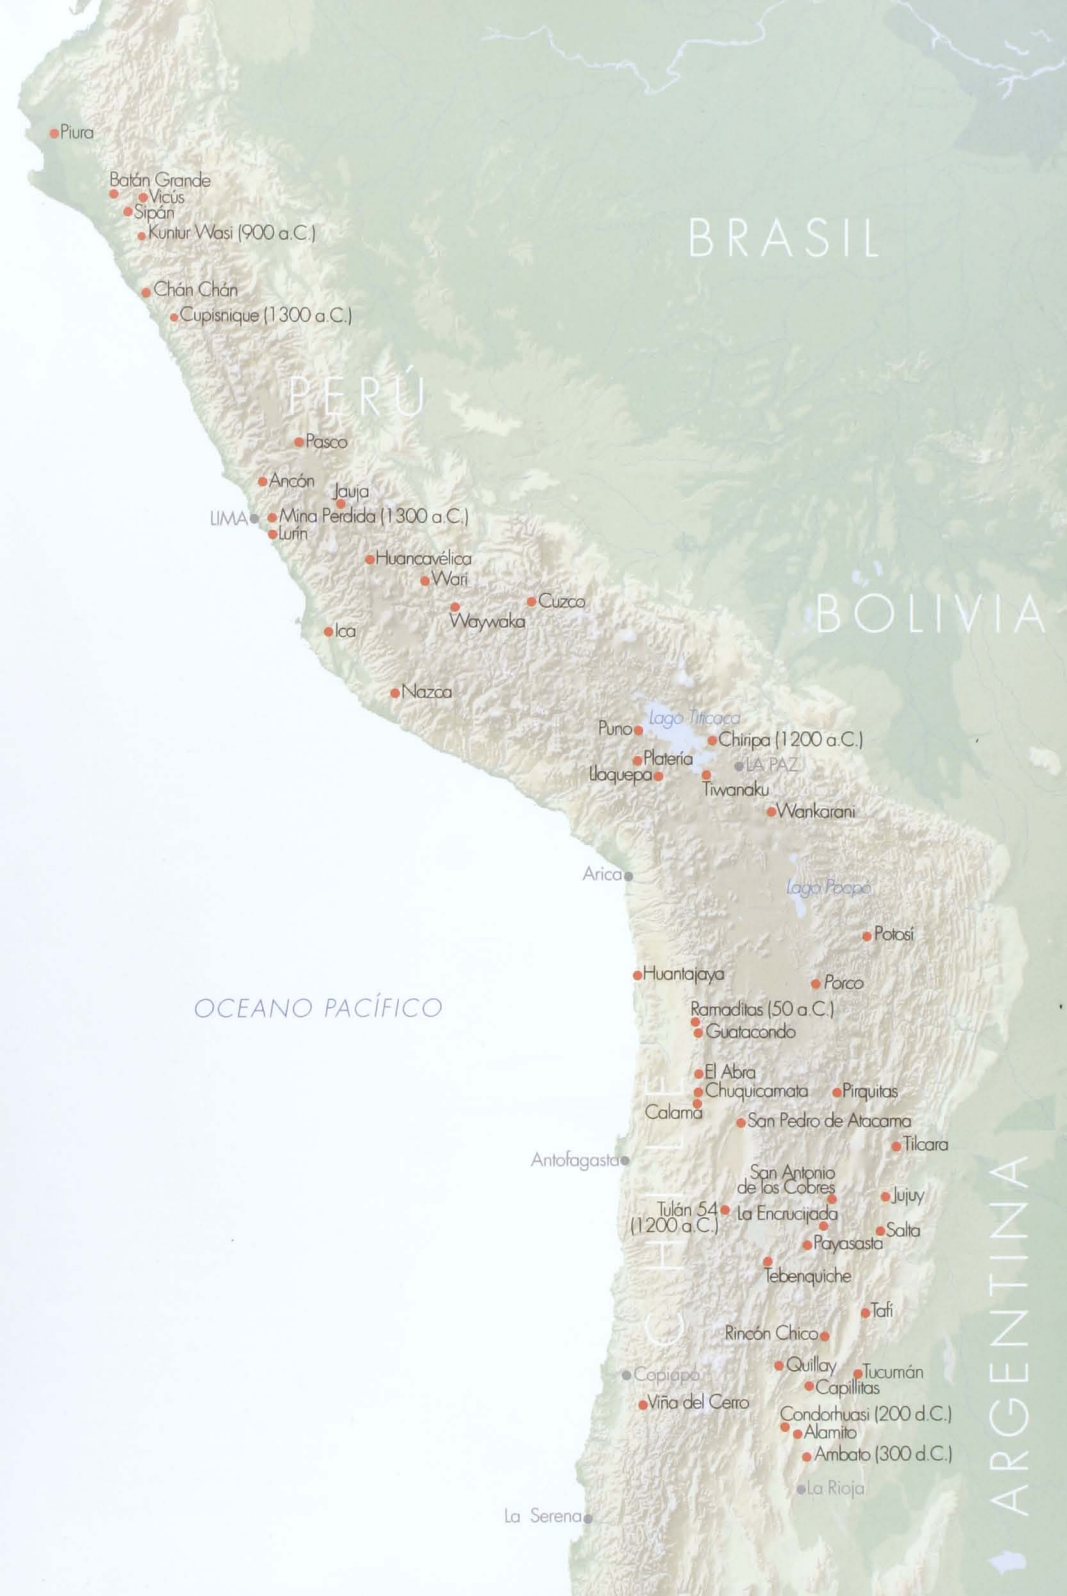 Piura
Batán Grande
Vicús
Sipán
Kuntur Wasi (900 a.C.)
BRASIL
Chán Chán
Cupisnique (1300 a.C.)
PERÚ
Pasco
Ancón
Jauja
LIMA
Mina Perdida (1300 a.C.)
Lurín
Huancavélica
Wari
Cuzco
Waywaka
BOLIVIA
Ica
Nazca
Lago Titicaca
Puno
Chiripa (1200 a.C.)
Platería
LA PAZ
Llaquepa
Tiwanaku
Wankarani
Arica
Lago Poopó
Potosí
Huantajaya
Porco
OCEANO PACÍFICO
Ramaditas (50 a.C.)
Guatacondo
El Abra
Chuquicamata
Pirquitas
Calama
San Pedro de Atacama
Tilcara
Antofagasta
San Antonio
de los Cobres
Jujuy
Tulán 54
(1200 a.C.)
La Encrucijada
Salta
Payasasta
CHILE
Tebenquiche
ARGENTINA
Tafí
Rincón Chico
Quillay
Tucumán
Copiapó
Capillitas
Viña del Cerro
Condorhuasi (200 d.C.)
Alamito
Ambato (300 d.C.)
La Rioja
La Serena